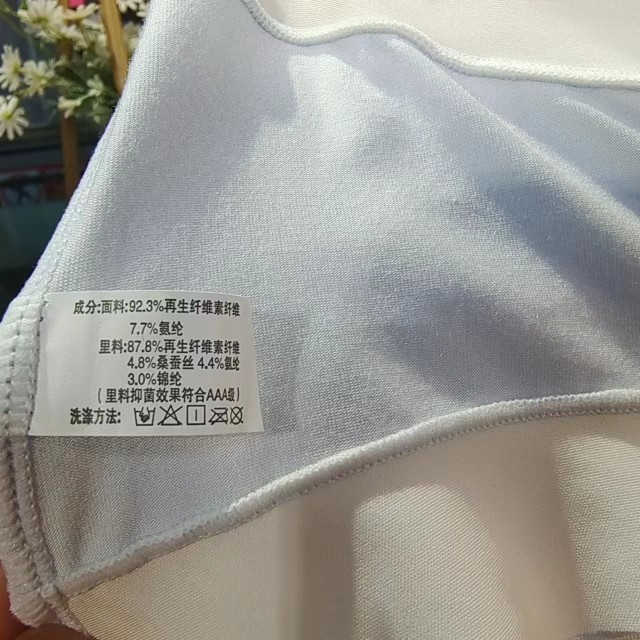 成分:面料:92.3%再生纤维素纤维
7.7%氨纶
里料:87.8%再生纤维素纤维
4.8%桑蚕丝 4.4%氨纶
3.0%锦纶
(里料抑菌效果符合AAA级)
洗涤方法: